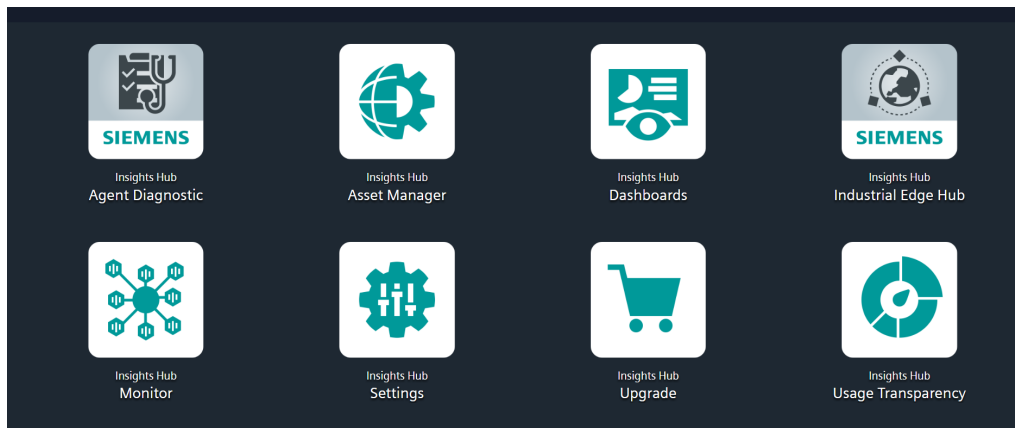 SIEMENS
SIEMENS
Insights Hub
Agent Diagnostic
Insights Hub
Asset Manager
Insights Hub
Dashboards
Insights Hub
Industrial Edge Hub
Insights Hub
Monitor
Insights Hub
Settings
Insights Hub
Upgrade
Insights Hub
Usage Transparency